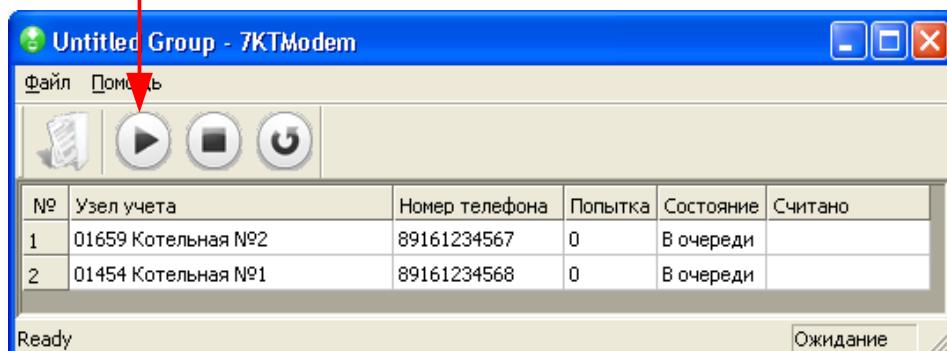 Untitled Group - 7KTModem
Файл Помощь
№ Узел учета Номер телефона Попытка Состояние Считано
1 01659 Котельная №2 89161234567 0 В очереди
2 01454 Котельная №1 89161234568 0 В очереди
Ready Ожидание